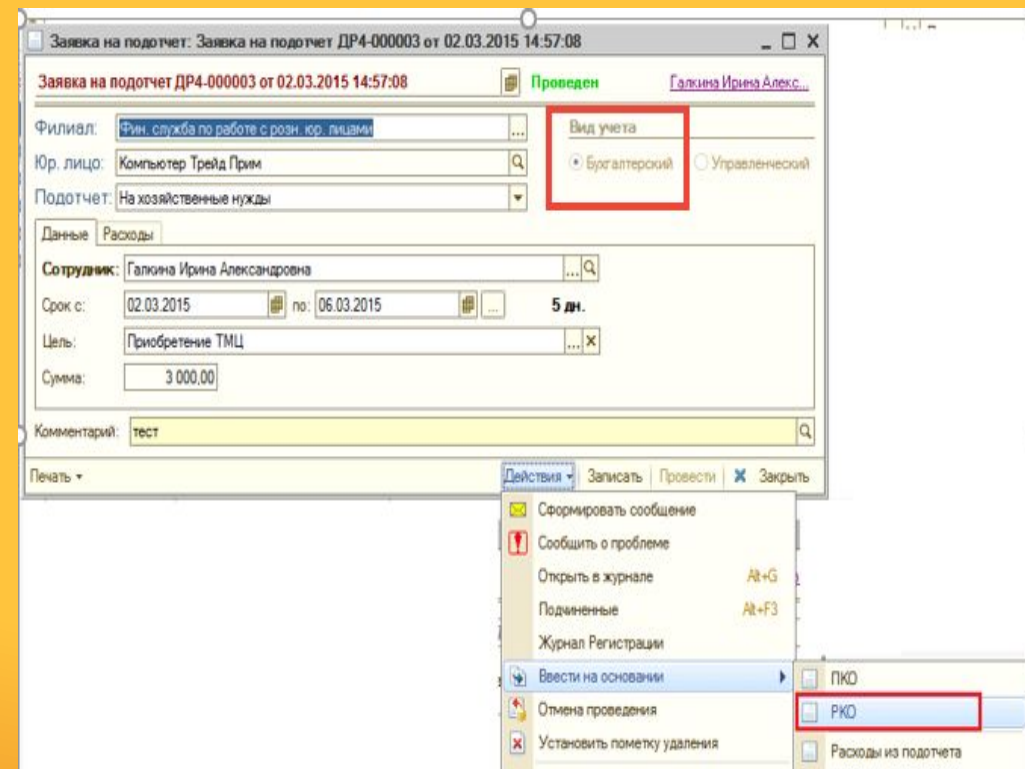 Заявка на подотчет: Заявка на подотчет ДР4-000003 от 02.03.2015 14:57:08
Заявка на подотчет ДР4-000003 от 02.03.2015 14:57:08 Проведен Галкина Ирина Алекс...
Филиал: Фин. служба по работе с розн. юр. лицами ... Вид учета
Юр. лицо: Компьютер Трейд Прим Бухгалтерский Управленческий
Подотчет: На хозяйственные нужды
Данные Расходы
Сотрудник: Галкина Ирина Александровна ...
Срок с: 02.03.2015 по: 06.03.2015 ... 5 дн.
Цель: Приобретение ТМЦ ... x
Сумма: 3 000,00
Комментарий: тест
Печать Действия Записать Провести Закрыть
Сформировать сообщение
Сообщить о проблеме
Открыть в журнале Alt+G
Подчиненные Alt+F3
Журнал Регистрации
Ввести на основании ПКО
Отмена проведения РКО
Установить пометку удаления Расходы из подотчета